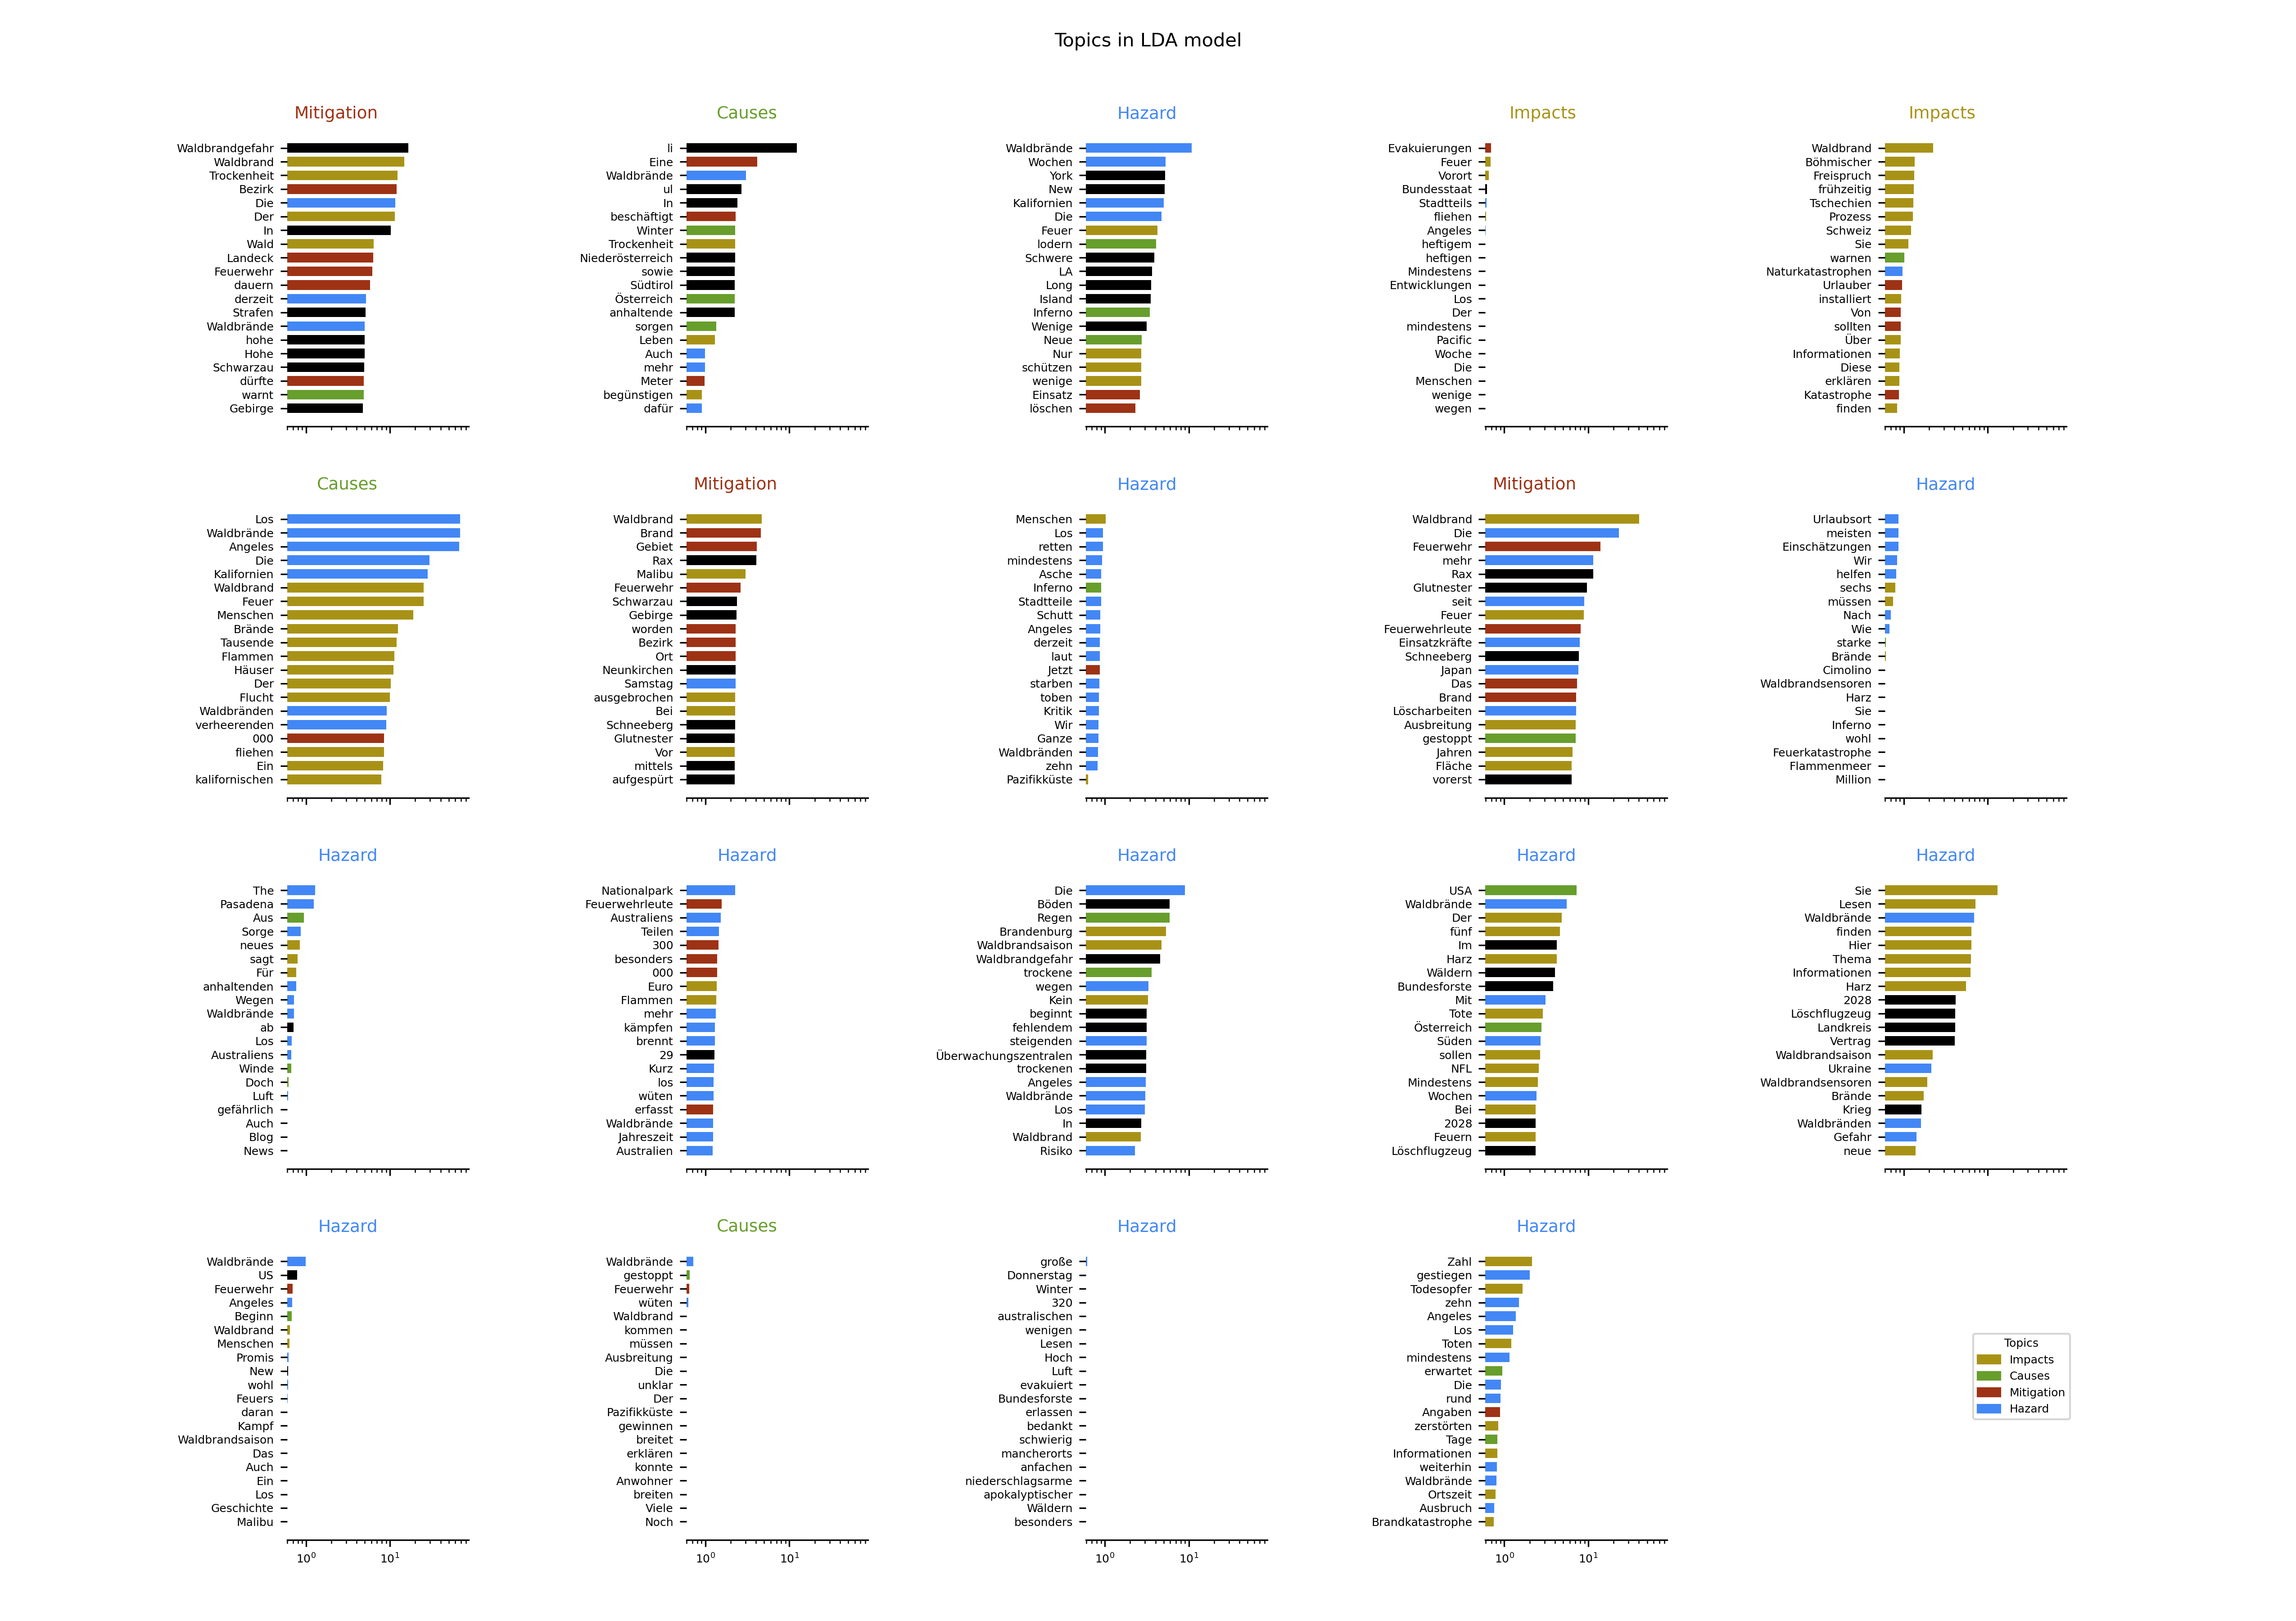 Topics in LDA model
Mitigation
Waldbrandgefahr
Waldbrand
Trockenheit
Bezirk
Die
Der
In
Wald
Landeck
Feuerwehr
dauern
derzeit
Strafen
Waldbrände
hohe
Hohe
Schwarzau
dürfte
warnt
Gebirge
Causes
li
Eine
Waldbrände
ul
In
beschäftigt
Winter
Trockenheit
Niederösterreich
sowie
Südtirol
Österreich
anhaltende
sorgen
Leben
Auch
mehr
Meter
begünstigen
dafür
Hazard
Waldbrände
Wochen
York
New
Kalifornien
Die
Feuer
lodern
Schwere
LA
Long
Island
Inferno
Wenige
Neue
Nur
schützen
wenige
Einsatz
löschen
Impacts
Evakuierungen
Feuer
Vorort
Bundesstaat
Stadtteils
fliehen
Angeles
heftigem
heftigen
Mindestens
Entwicklungen
Los
Der
mindestens
Pacific
Woche
Die
Menschen
wenige
wegen
Impacts
Waldbrand
Böhmischer
Freispruch
frühzeitig
Tschechien
Prozess
Schweiz
Sie
warnen
Naturkatastrophen
Urlauber
installiert
Von
sollten
Über
Informationen
Diese
erklären
Katastrophe
finden
Causes
Los
Waldbrände
Angeles
Die
Kalifornien
Waldbrand
Feuer
Menschen
Brände
Tausende
Flammen
Häuser
Der
Flucht
Waldbränden
verheerenden
000
fliehen
Ein
kalifornischen
Mitigation
Waldbrand
Brand
Gebiet
Rax
Malibu
Feuerwehr
Schwarzau
Gebirge
worden
Bezirk
Ort
Neunkirchen
Samstag
ausgebrochen
Bei
Schneeberg
Glutnester
Vor
mittels
aufgespürt
Hazard
Menschen
Los
retten
mindestens
Asche
Inferno
Stadtteile
Schutt
Angeles
derzeit
laut
Jetzt
starben
toben
Kritik
Wir
Ganze
Waldbränden
zehn
Pazifikküste
Mitigation
Waldbrand
Die
Feuerwehr
mehr
Rax
Glutnester
seit
Feuer
Feuerwehrleute
Einsatzkräfte
Schneeberg
Japan
Das
Brand
Löscharbeiten
Ausbreitung
gestoppt
Jahren
Fläche
vorerst
Hazard
Urlaubsort
meisten
Einschätzungen
Wir
helfen
sechs
müssen
Nach
Wie
starke
Brände
Cimolino
Waldbrandsensoren
Harz
Sie
Inferno
wohl
Feuerkatastrophe
Flammenmeer
Million
Hazard
The
Pasadena
Aus
Sorge
neues
sagt
Für
anhaltenden
Wegen
Waldbrände
ab
Los
Australiens
Winde
Doch
Luft
gefährlich
Auch
Blog
News
Hazard
Nationalpark
Feuerwehrleute
Australiens
Teilen
300
besonders
000
Euro
Flammen
mehr
kämpfen
brennt
29
Kurz
los
wüten
erfasst
Waldbrände
Jahreszeit
Australien
Hazard
Die
Böden
Regen
Brandenburg
Waldbrandsaison
Waldbrandgefahr
trockene
wegen
Kein
beginnt
fehlendem
steigenden
Überwachungszentralen
trockenen
Angeles
Waldbrände
Los
In
Waldbrand
Risiko
Hazard
USA
Waldbrände
Der
fünf
Im
Harz
Wäldern
Bundesforste
Mit
Tote
Österreich
Süden
sollen
NFL
Mindestens
Wochen
Bei
2028
Feuern
Löschflugzeug
Hazard
Sie
Lesen
Waldbrände
finden
Hier
Thema
Informationen
Harz
2028
Löschflugzeug
Landkreis
Vertrag
Waldbrandsaison
Ukraine
Waldbrandsensoren
Brände
Krieg
Waldbränden
Gefahr
neue
Hazard
Waldbrände
US
Feuerwehr
Angeles
Beginn
Waldbrand
Menschen
Promis
New
wohl
Feuers
daran
Kampf
Waldbrandsaison
Das
Auch
Ein
Los
Geschichte
Malibu
10⁰ 10¹
Causes
Waldbrände
gestoppt
Feuerwehr
wüten
Waldbrand
kommen
müssen
Ausbreitung
Die
unklar
Der
Pazifikküste
gewinnen
breitet
erklären
konnte
Anwohner
breiten
Viele
Noch
10⁰ 10¹
Hazard
große
Donnerstag
Winter
320
australischen
wenigen
Lesen
Hoch
Luft
evakuiert
Bundesforste
erlassen
bedankt
schwierig
mancherorts
anfachen
niederschlagsarme
apokalyptischer
Wäldern
besonders
10⁰ 10¹
Hazard
Zahl
gestiegen
Todesopfer
zehn
Angeles
Los
Toten
mindestens
erwartet
Die
rund
Angaben
zerstörten
Tage
Informationen
weiterhin
Waldbrände
Ortszeit
Ausbruch
Brandkatastrophe
10⁰ 10¹
Topics
Impacts
Causes
Mitigation
Hazard